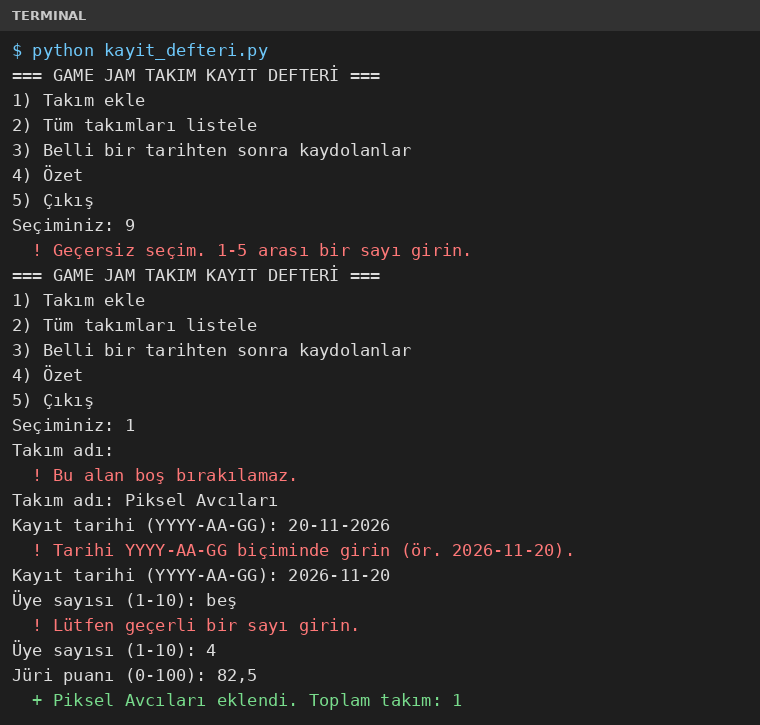 TERMINAL
$ python kayit_defteri.py
=== GAME JAM TAKIM KAYIT DEFTERİ ===
1) Takım ekle
2) Tüm takımları listele
3) Belli bir tarihten sonra kaydolanlar
4) Özet
5) Çıkış
Seçiminiz: 9
! Geçersiz seçim. 1-5 arası bir sayı girin.
=== GAME JAM TAKIM KAYIT DEFTERİ ===
1) Takım ekle
2) Tüm takımları listele
3) Belli bir tarihten sonra kaydolanlar
4) Özet
5) Çıkış
Seçiminiz: 1
Takım adı:
! Bu alan boş bırakılamaz.
Takım adı: Piksel Avcıları
Kayıt tarihi (YYYY-AA-GG): 20-11-2026
! Tarihi YYYY-AA-GG biçiminde girin (ör. 2026-11-20).
Kayıt tarihi (YYYY-AA-GG): 2026-11-20
Üye sayısı (1-10): beş
! Lütfen geçerli bir sayı girin.
Üye sayısı (1-10): 4
Jüri puanı (0-100): 82,5
+ Piksel Avcıları eklendi. Toplam takım: 1